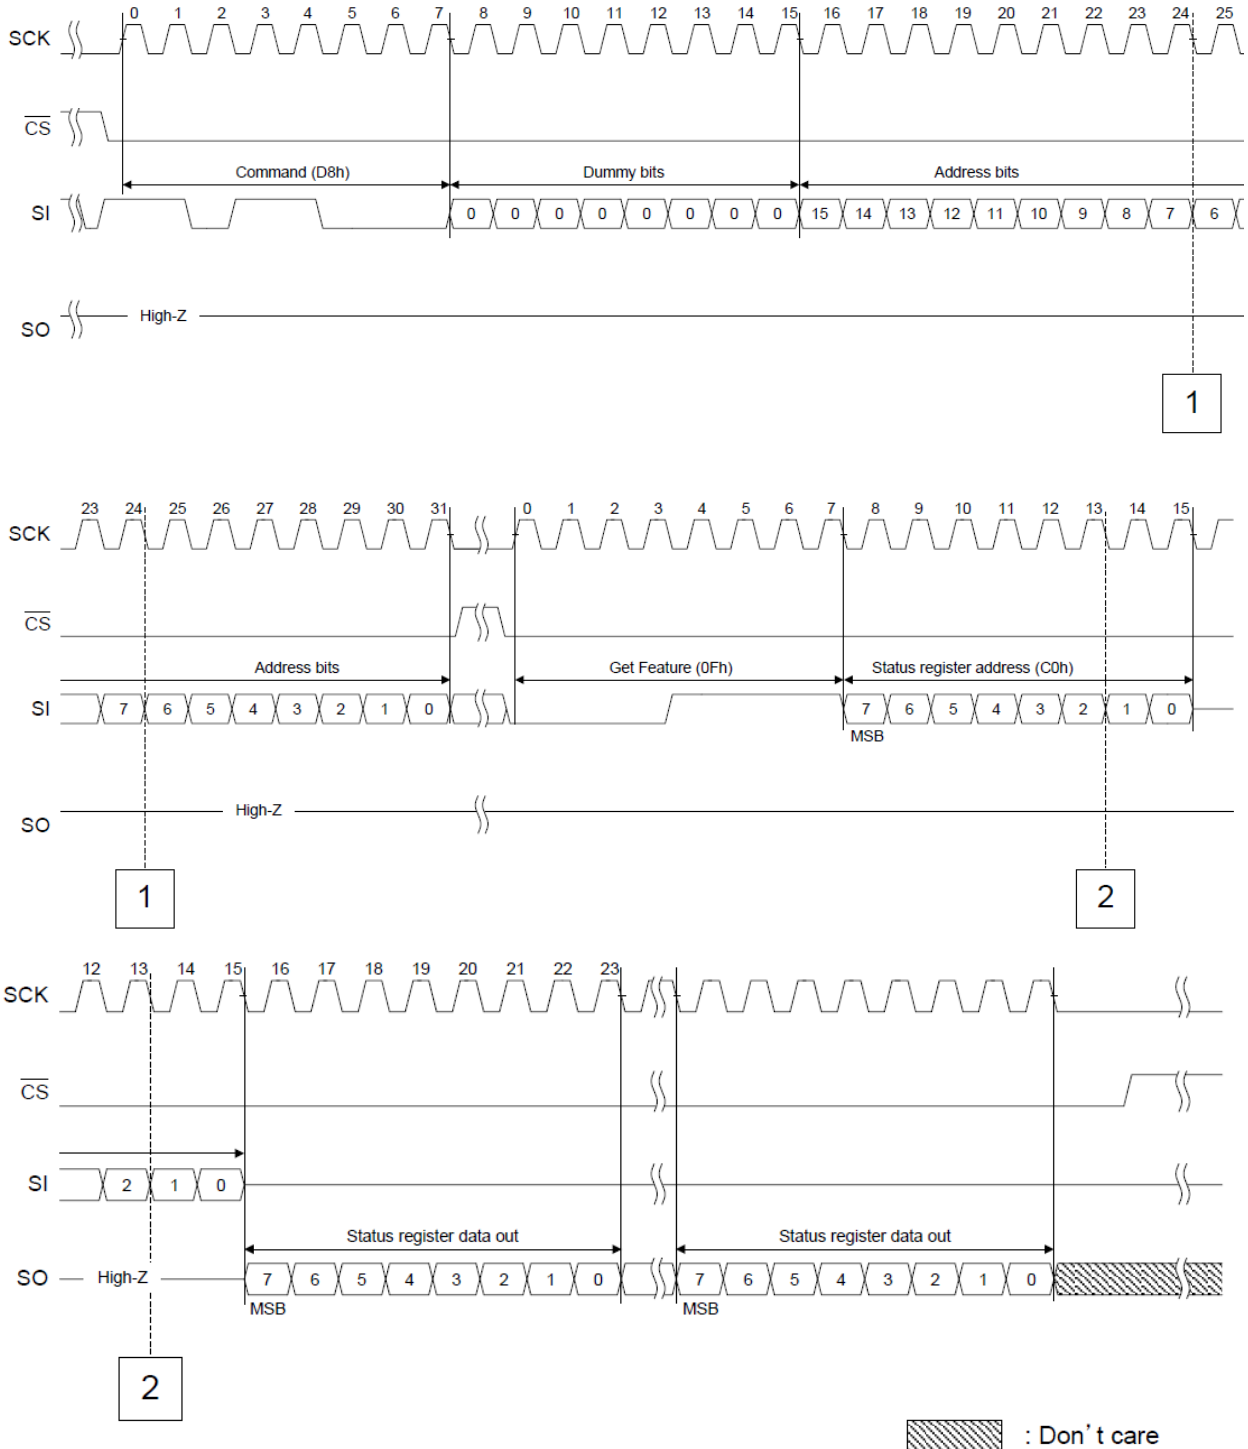 0 1 2 3 4 5 6 7 8 9 10 11 12 13 14 15 16 17 18 19 20 21 22 23 24 25
SCK
CS
Command (D8h) Dummy bits Address bits
SI 0 0 0 0 0 0 0 0 15 14 13 12 11 10 9 8 7 6
High-Z
SO
1
23 24 25 26 27 28 29 30 31 0 1 2 3 4 5 6 7 8 9 10 11 12 13 14 15
SCK
CS
Address bits Get Feature (0Fh) Status register address (C0h)
SI 7 6 5 4 3 2 1 0 7 6 5 4 3 2 1 0
MSB
High-Z
SO
1 2
12 13 14 15 16 17 18 19 20 21 22 23
SCK
CS
SI 2 1 0
Status register data out Status register data out
SO High-Z 7 6 5 4 3 2 1 0 7 6 5 4 3 2 1 0
MSB MSB
2
: Don't care